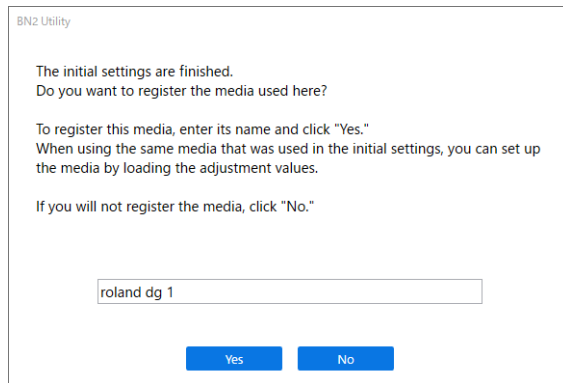 BN2 Utility
The initial settings are finished.
Do you want to register the media used here?
To register this media, enter its name and click "Yes."
When using the same media that was used in the initial settings, you can set up
the media by loading the adjustment values.
If you will not register the media, click "No."
roland dg 1
Yes
No